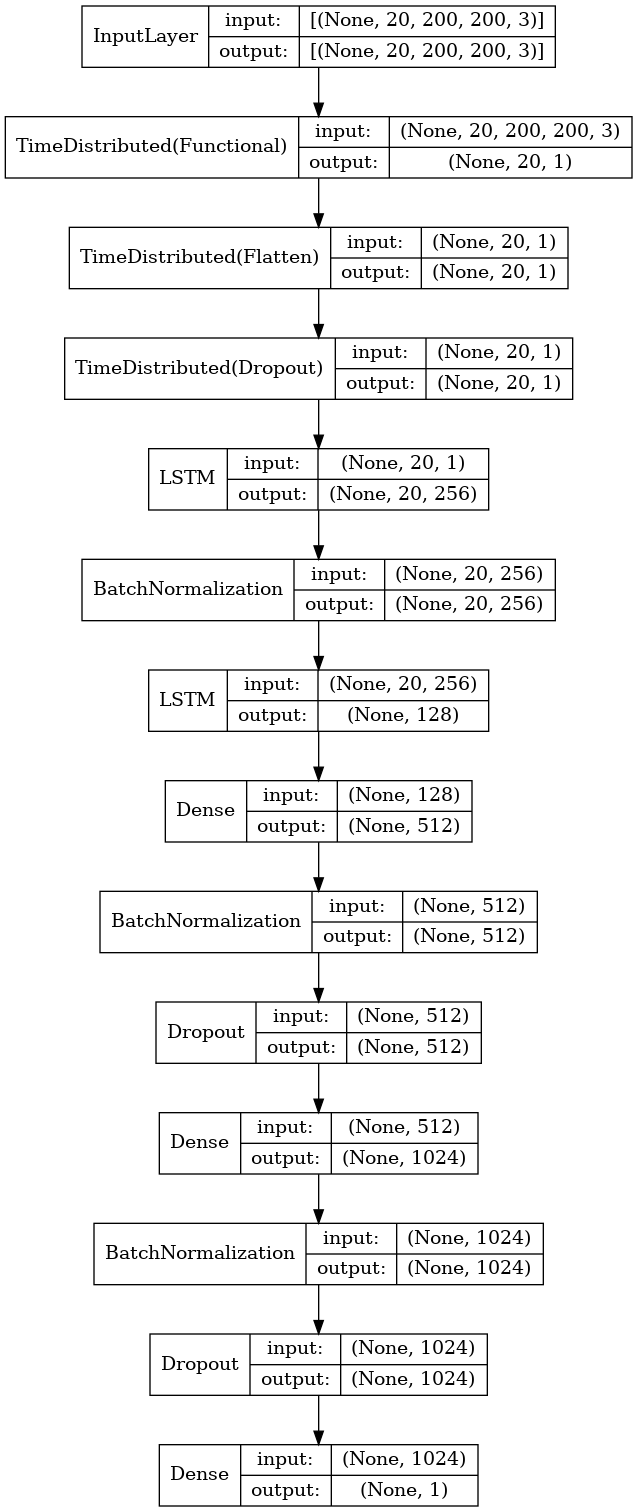 InputLayer
input:
[(None, 20, 200, 200, 3)]
output:
[(None, 20, 200, 200, 3)]
TimeDistributed(Functional)
input:
(None, 20, 200, 200, 3)
output:
(None, 20, 1)
TimeDistributed(Flatten)
input:
(None, 20, 1)
output:
(None, 20, 1)
TimeDistributed(Dropout)
input:
(None, 20, 1)
output:
(None, 20, 1)
LSTM
input:
(None, 20, 1)
output:
(None, 20, 256)
BatchNormalization
input:
(None, 20, 256)
output:
(None, 20, 256)
LSTM
input:
(None, 20, 256)
output:
(None, 128)
Dense
input:
(None, 128)
output:
(None, 512)
BatchNormalization
input:
(None, 512)
output:
(None, 512)
Dropout
input:
(None, 512)
output:
(None, 512)
Dense
input:
(None, 512)
output:
(None, 1024)
BatchNormalization
input:
(None, 1024)
output:
(None, 1024)
Dropout
input:
(None, 1024)
output:
(None, 1024)
Dense
input:
(None, 1024)
output:
(None, 1)